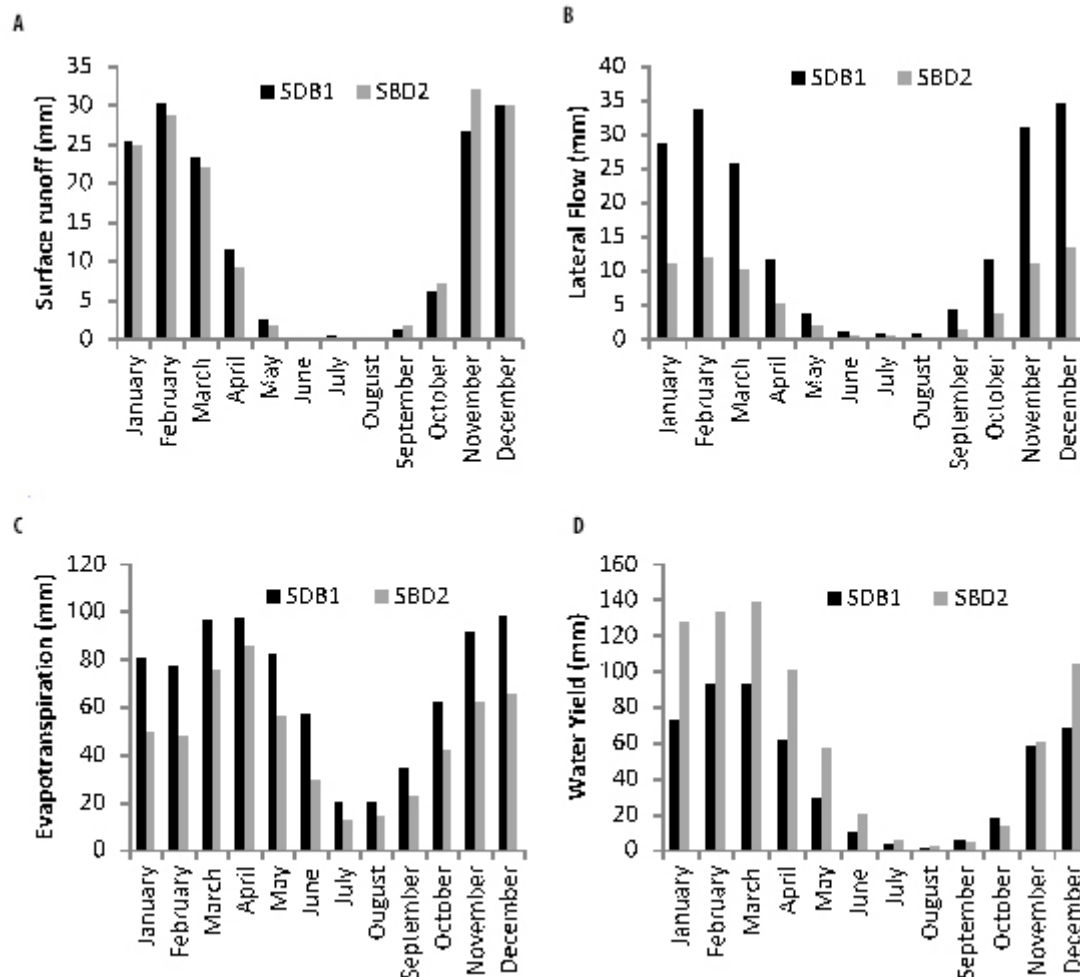 A
Surface runoff (mm)
35
30
25
20
15
10
5
0
SDB1 SBD2
January
February
March
April
May
June
July
Ougust
September
October
November
December
B
Lateral Flow (mm)
40
35
30
25
20
15
10
5
0
SDB1 SBD2
January
February
March
April
May
June
July
Ougust
September
October
November
December
C
Evapotranspiration (mm)
120
100
80
60
40
20
0
SDB1 SBD2
January
February
March
April
May
June
July
Ougust
September
October
November
December
D
Water Yield (mm)
160
140
120
100
80
60
40
20
0
SDB1 SBD2
January
February
March
April
May
June
July
Ougust
September
October
November
December